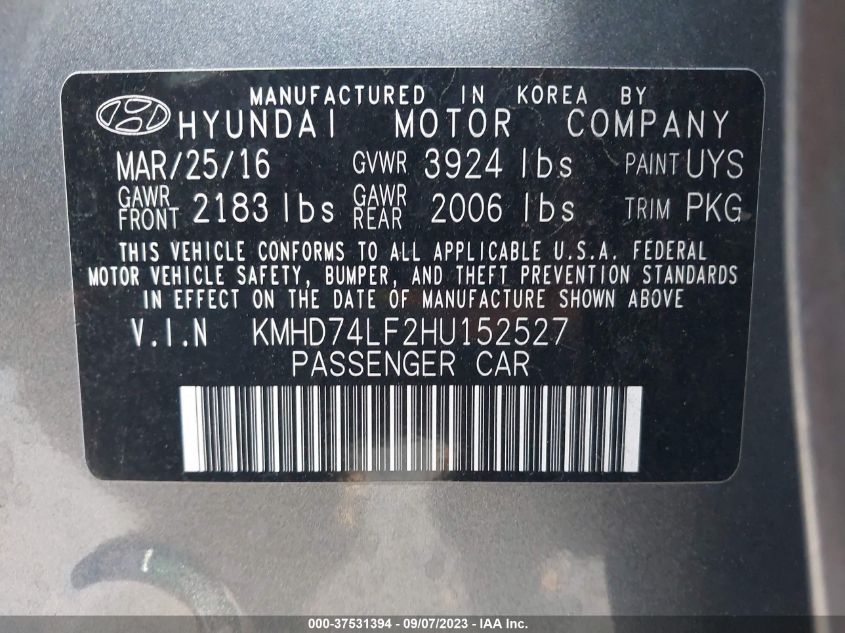 MANUFACTURED IN KOREA BY
HYUNDAI MOTOR COMPANY
MAR/25/16 GVWR 3924 lbs PAINT UYS
GAWR FRONT 2183 lbs GAWR REAR 2006 lbs TRIM PKG
THIS VEHICLE CONFORMS TO ALL APPLICABLE U.S.A. FEDERAL
MOTOR VEHICLE SAFETY, BUMPER, AND THEFT PREVENTION STANDARDS
IN EFFECT ON THE DATE OF MANUFACTURE SHOWN ABOVE
V.I.N KMHD74LF2HU152527
PASSENGER CAR
000-37531394 - 09/07/2023 - IAA Inc.